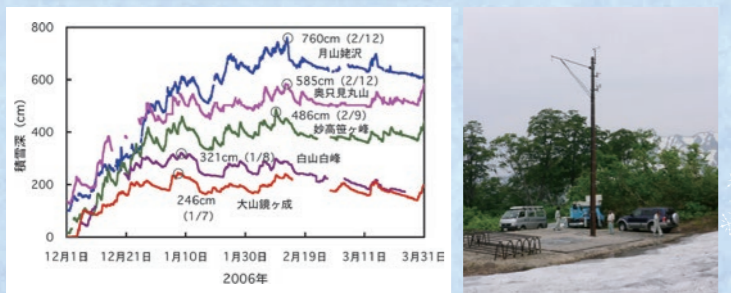 800
600
400
200
0
積雪深 (cm)
760cm (2/12)
月山姥沢
585cm (2/12)
奥只見丸山
486cm (2/9)
妙高笹ヶ峰
321cm (1/8)
白山白峰
246cm
(1/7)
大山鏡ヶ成
12月1日 12月21日 1月10日 1月30日 2月19日 3月11日 3月31日
2006年